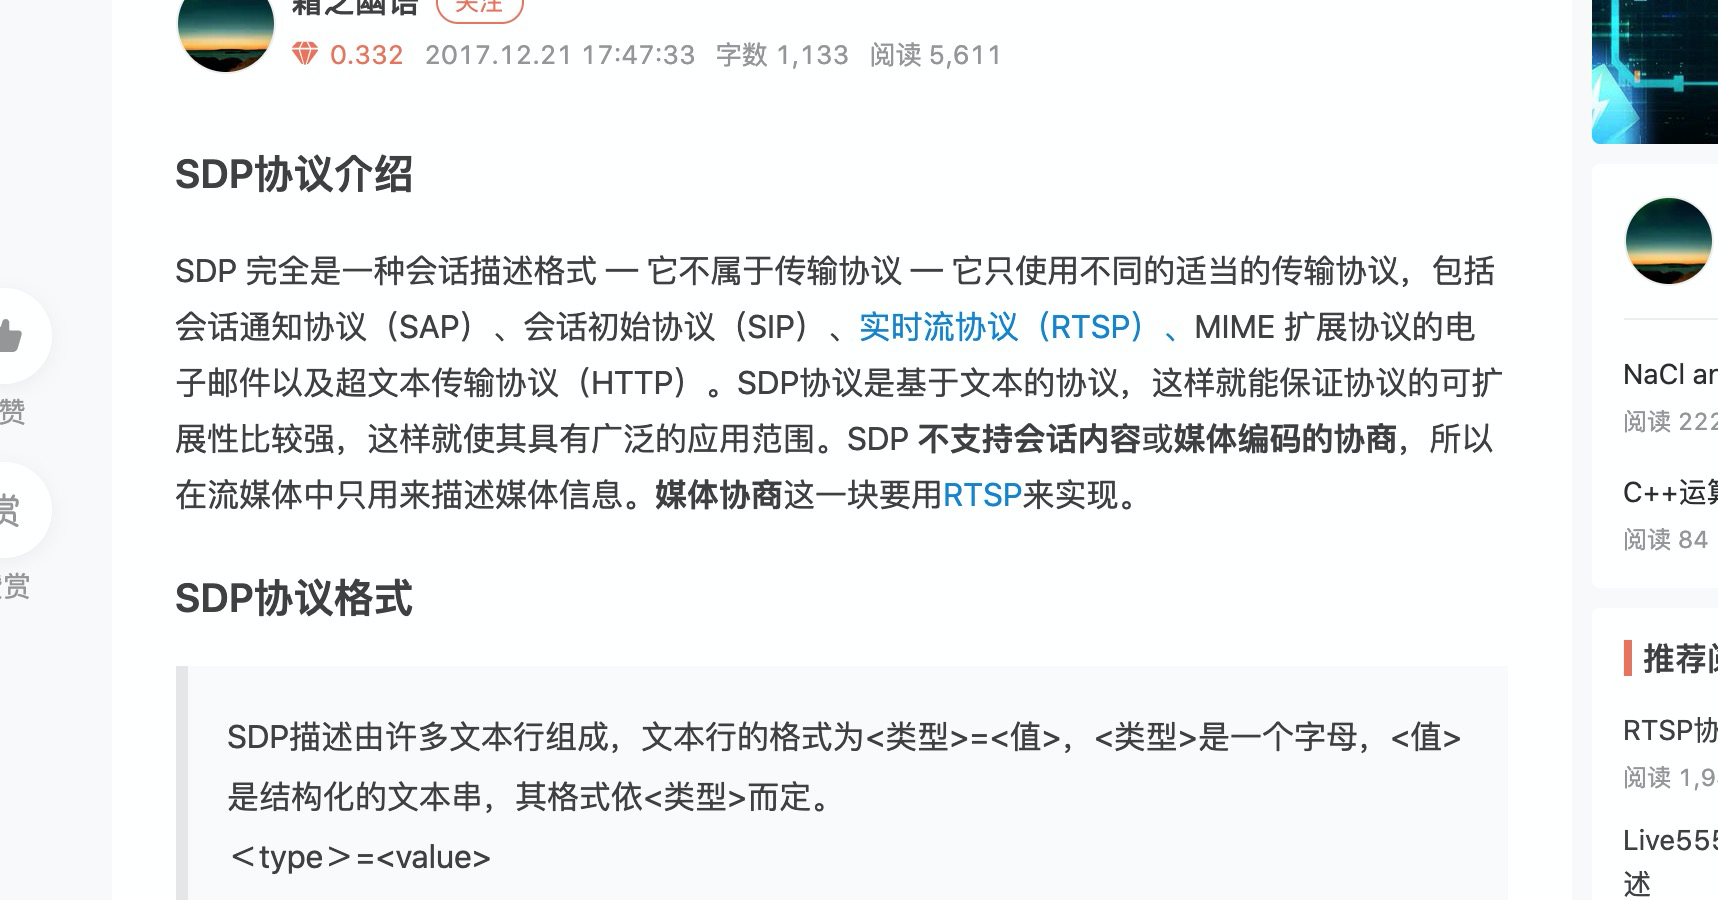 霜之幽语 关注
0.332 2017.12.21 17:47:33 字数 1,133 阅读 5,611
SDP协议介绍
SDP 完全是一种会话描述格式 — 它不属于传输协议 — 它只使用不同的适当的传输协议，包括
会话通知协议（SAP）、会话初始协议（SIP）、实时流协议（RTSP）、MIME 扩展协议的电
子邮件以及超文本传输协议（HTTP）。SDP协议是基于文本的协议，这样就能保证协议的可扩
展性比较强，这样就使其具有广泛的应用范围。SDP 不支持会话内容或媒体编码的协商，所以
在流媒体中只用来描述媒体信息。媒体协商这一块要用RTSP来实现。
SDP协议格式
SDP描述由许多文本行组成，文本行的格式为<类型>=<值>，<类型>是一个字母，<值>
是结构化的文本串，其格式依<类型>而定。
＜type＞=<value>
赞
赏
赏
NaCl
阅读 222
C++运算
阅读 84
推荐阅
RTSP协
阅读 1,9
Live555
述